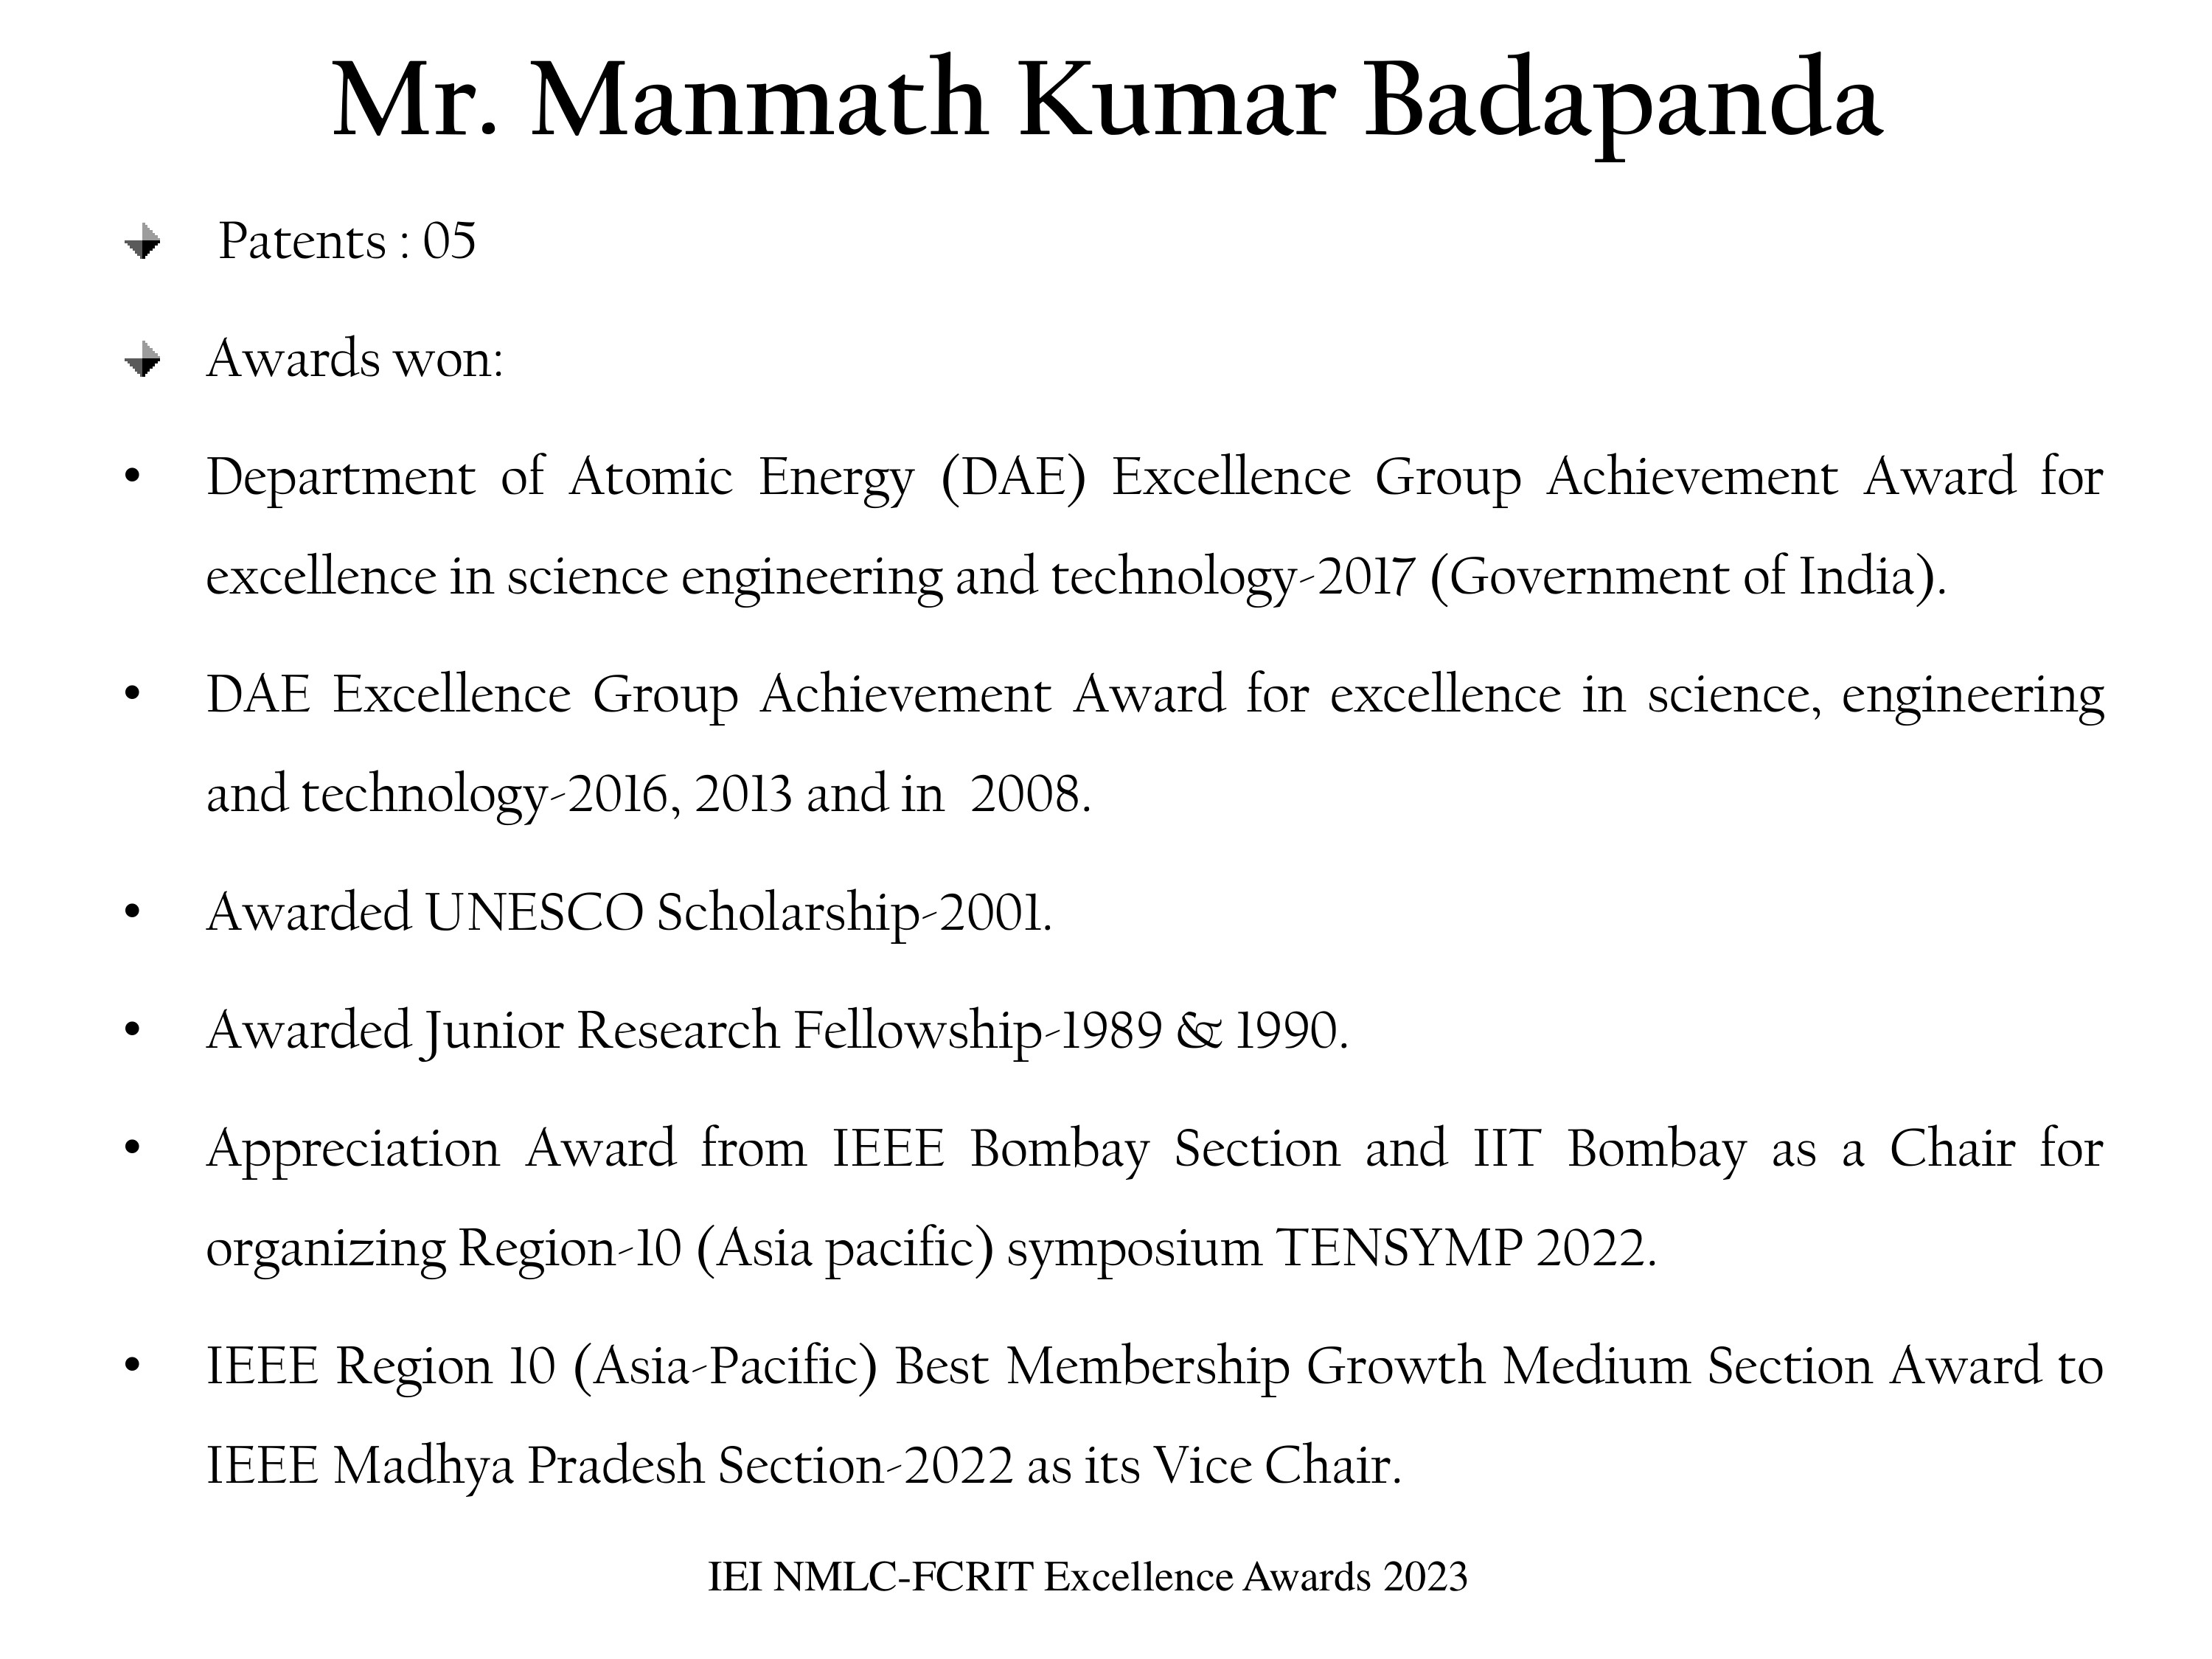 Mr. Manmath Kumar Badapanda
Patents : 05
Awards won:
• Department of Atomic Energy (DAE) Excellence Group Achievement Award for
excellence in science engineering and technology-2017 (Government of India).
• DAE Excellence Group Achievement Award for excellence in science, engineering
and technology-2016, 2013 and in  2008.
• Awarded UNESCO Scholarship-2001.
• Awarded Junior Research Fellowship-1989 & 1990.
• Appreciation Award from IEEE Bombay Section and IIT Bombay as a Chair for
organizing Region-10 (Asia pacific) symposium TENSYMP 2022.
• IEEE Region 10 (Asia-Pacific) Best Membership Growth Medium Section Award to
IEEE Madhya Pradesh Section-2022 as its Vice Chair.
IEI NMLC-FCRIT Excellence Awards 2023